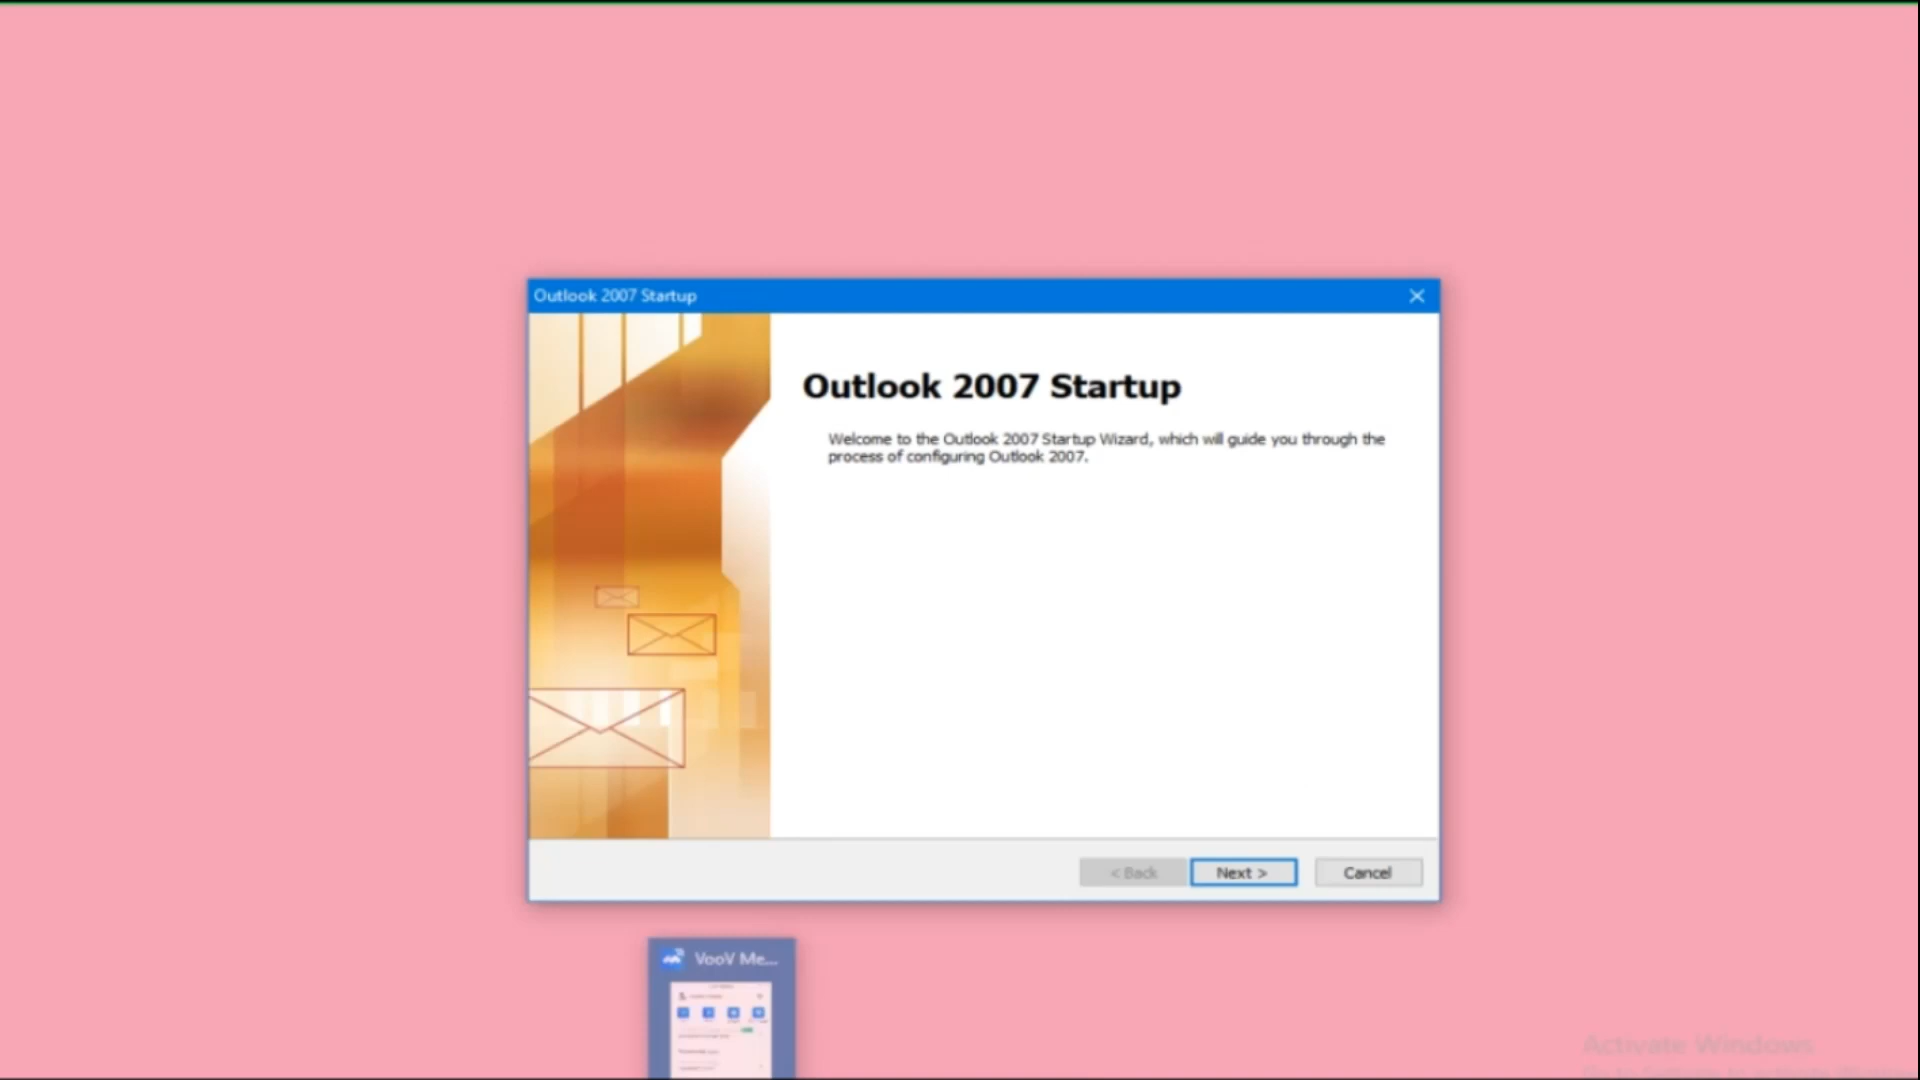 Outlook 2007 Startup
Outlook 2007 Startup
Welcome to the Outlook 2007 Startup Wizard, which will guide you through the
process of configuring Outlook 2007.
< Back
Next >
Cancel
VooV Me...
Activate Windows